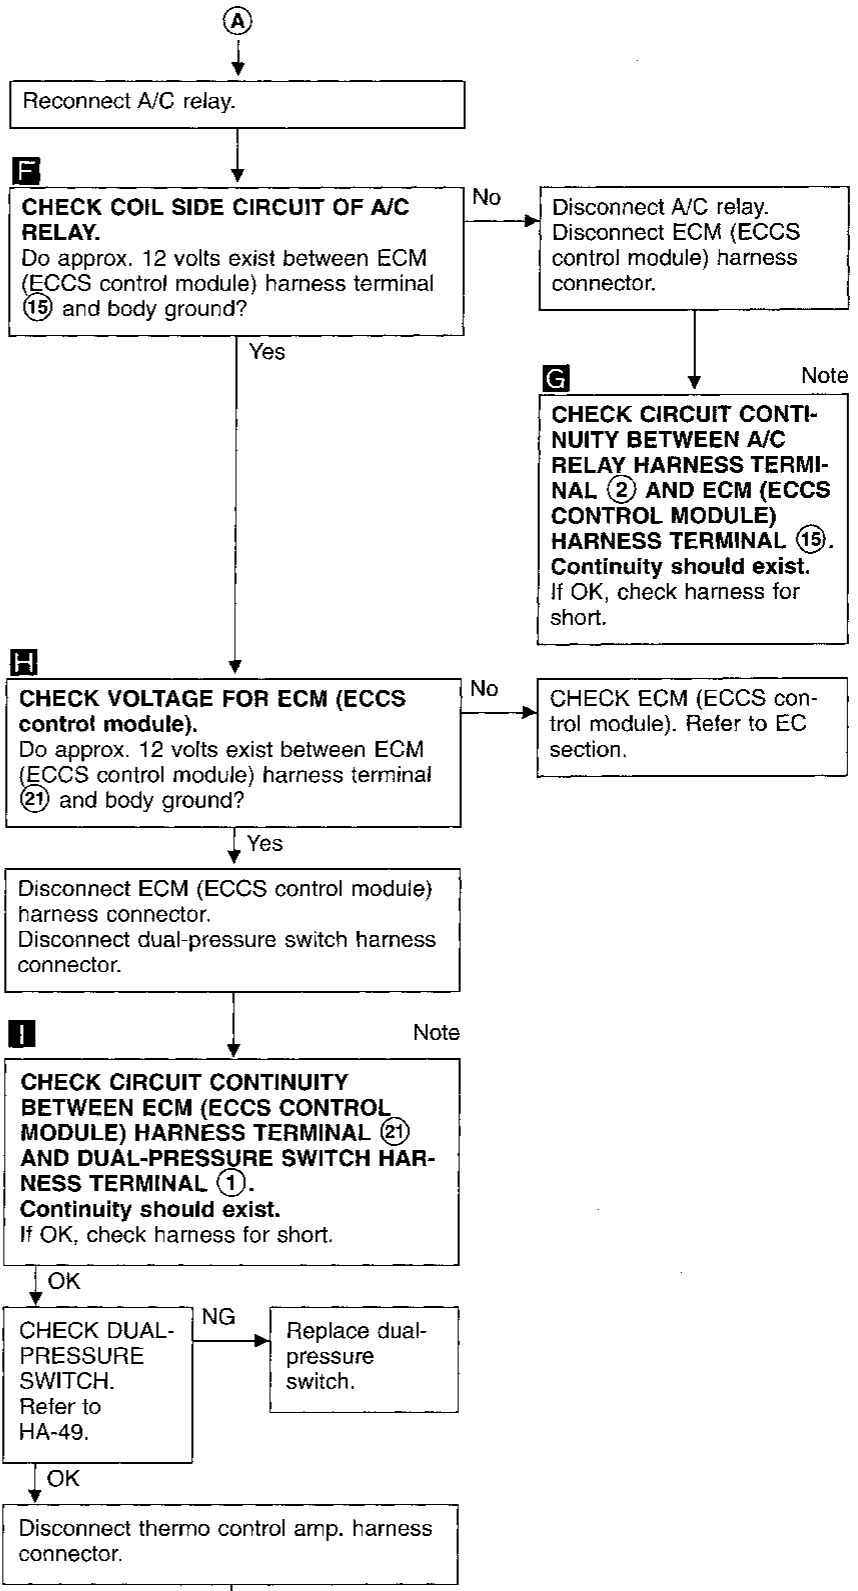 A
Reconnect A/C relay.
F
CHECK COIL SIDE CIRCUIT OF A/C
RELAY.
Do approx. 12 volts exist between ECM
(ECCS control module) harness terminal
15 and body ground?
No
Disconnect A/C relay.
Disconnect ECM (ECCS
control module) harness
connector.
Yes
G
Note
CHECK CIRCUIT CONTI-
NUITY BETWEEN A/C
RELAY HARNESS TERMI-
NAL 2 AND ECM (ECCS
CONTROL MODULE)
HARNESS TERMINAL 15.
Continuity should exist.
If OK, check harness for
short.
H
CHECK VOLTAGE FOR ECM (ECCS
control module).
Do approx. 12 volts exist between ECM
(ECCS control module) harness terminal
21 and body ground?
No
CHECK ECM (ECCS con-
trol module). Refer to EC
section.
Yes
Disconnect ECM (ECCS control module)
harness connector.
Disconnect dual-pressure switch harness
connector.
I
Note
CHECK CIRCUIT CONTINUITY
BETWEEN ECM (ECCS CONTROL
MODULE) HARNESS TERMINAL 21
AND DUAL-PRESSURE SWITCH HAR-
NESS TERMINAL 1.
Continuity should exist.
If OK, check harness for short.
OK
CHECK DUAL-
PRESSURE
SWITCH.
Refer to
HA-49.
NG
Replace dual-
pressure
switch.
OK
Disconnect thermo control amp. harness
connector.